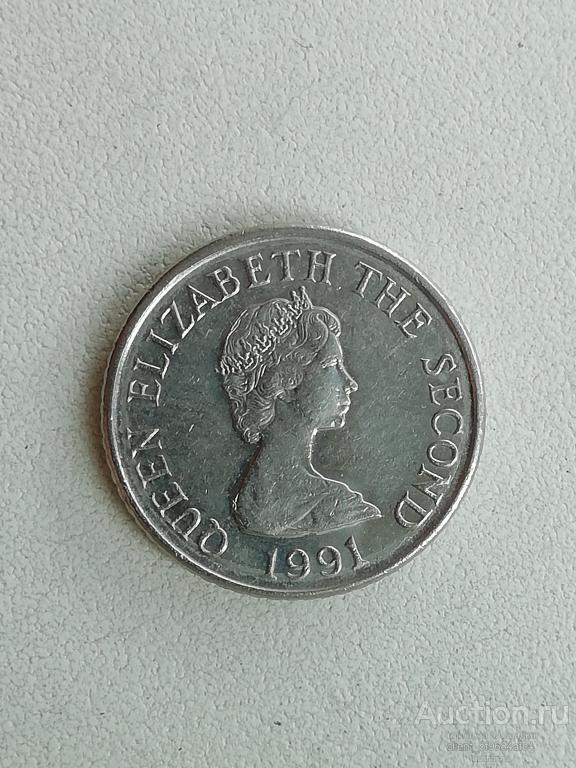 QUEEN ELIZABETH THE SECOND
1991
Auction.ru